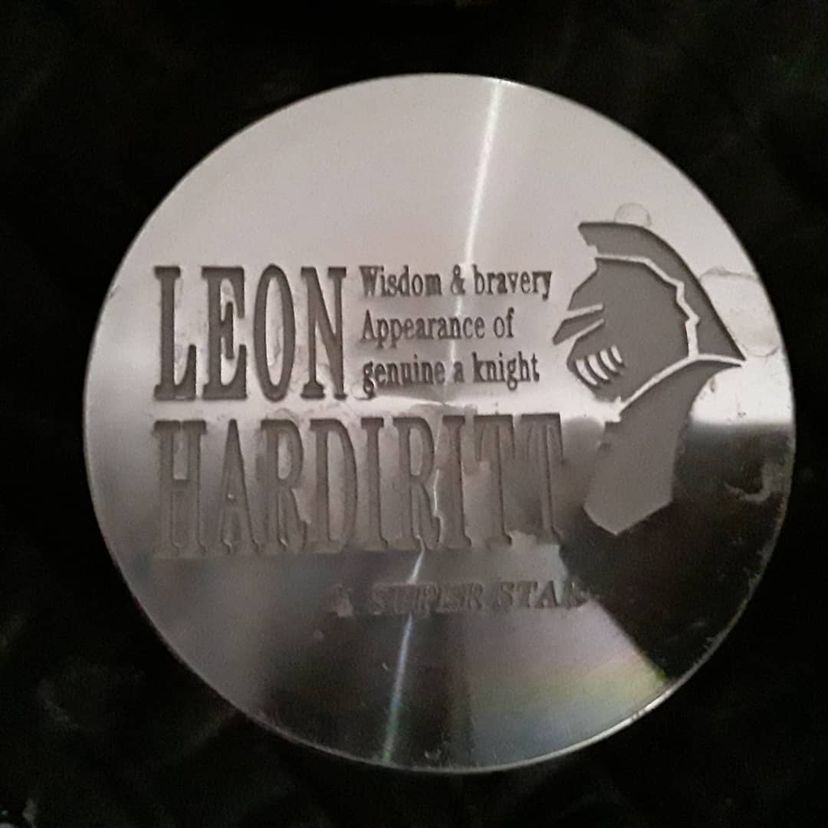 LEON
Wisdom & bravery
Appearance of
genuine a knight
HARDIRITT
A SUPER STAR